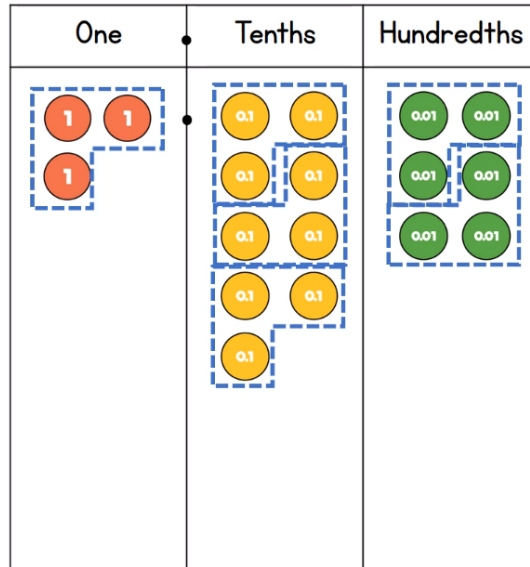 One Tenths Hundredths
1 1 0.1 0.1 0.01 0.01
1 0.1 0.1 0.01 0.01
0.1 0.1 0.01 0.01
0.1 0.1
0.1